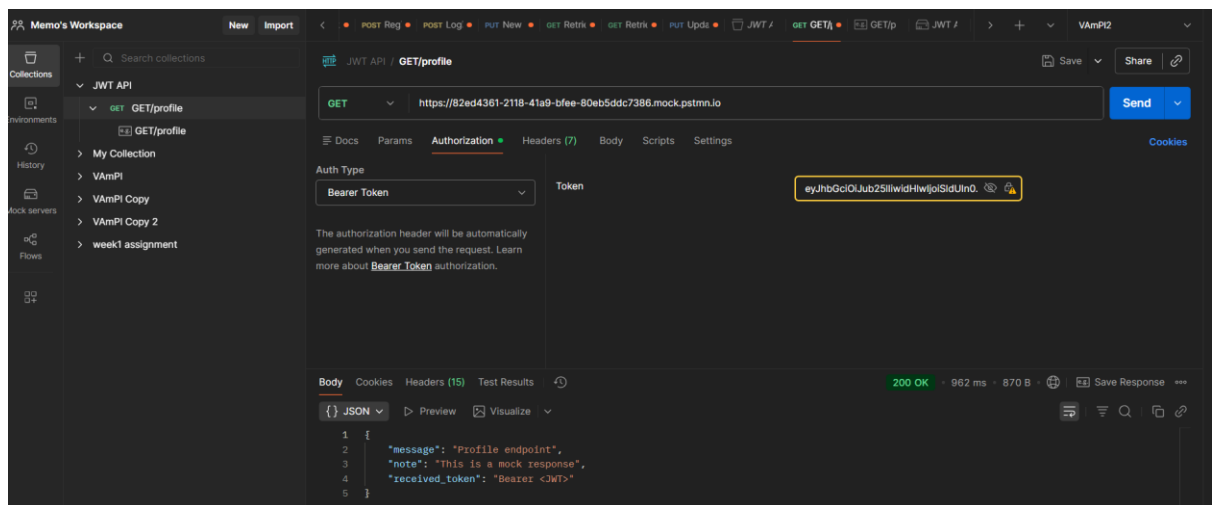 Memo's Workspace New Import
POST Reg POST Log PUT New GET Retri GET Retri PUT Upda JWT GET GET/ GET/p JWT VAmPI2
Collections
Environments
History
Mock servers
Flows
Search collections
JWT API
GET GET/profile
GET/profile
My Collection
VAmPI
VAmPI Copy
VAmPI Copy 2
week1 assignment
HTTP JWT API / GET/profile Save Share
GET https://82ed4361-2118-41a9-bfee-80eb5ddc7386.mock.pstmn.io Send
Docs Params Authorization Headers (7) Body Scripts Settings Cookies
Auth Type
Bearer Token
Token
The authorization header will be automatically
generated when you send the request. Learn
more about Bearer Token authorization.
Body Cookies Headers (15) Test Results 200 OK 962 ms 870 B Save Response
{} JSON Preview Visualize
1 {
2 "message": "Profile endpoint",
3 "note": "This is a mock response",
4 "received_token": "Bearer <JWT>"
5 }